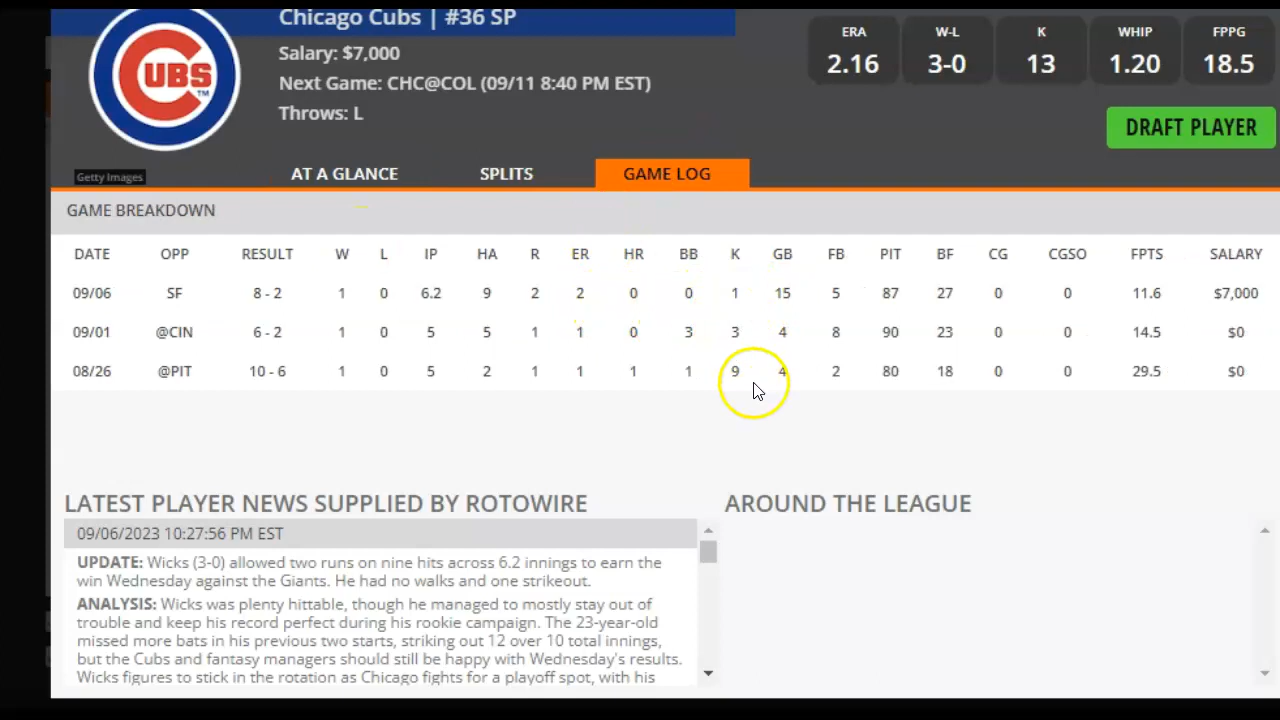 Chicago Cubs | #36 SP
Salary: $7,000
Next Game: CHC@COL (09/11 8:40 PM EST)
Throws: L
CUBS
TM
Getty Images
ERA W-L K WHIP FPPG
2.16 3-0 13 1.20 18.5
DRAFT PLAYER
AT A GLANCE SPLITS GAME LOG
GAME BREAKDOWN
DATE OPP RESULT W L IP HA R ER HR BB K GB FB PIT BF CG CGSO FPTS SALARY
09/06 SF 8 - 2 1 0 6.2 9 2 2 0 0 1 15 5 87 27 0 0 11.6 $7,000
09/01 @CIN 6 - 2 1 0 5 5 1 1 0 3 3 4 8 90 23 0 0 14.5 $0
08/26 @PIT 10 - 6 1 0 5 2 1 1 1 1 9 4 2 80 18 0 0 29.5 $0
LATEST PLAYER NEWS SUPPLIED BY ROTOWIRE
09/06/2023 10:27:56 PM EST
UPDATE: Wicks (3-0) allowed two runs on nine hits across 6.2 innings to earn the
win Wednesday against the Giants. He had no walks and one strikeout.
ANALYSIS: Wicks was plenty hittable, though he managed to mostly stay out of
trouble and keep his record perfect during his rookie campaign. The 23-year-old
missed more bats in his previous two starts, striking out 12 over 10 total innings,
but the Cubs and fantasy managers should still be happy with Wednesday's results.
Wicks figures to stick in the rotation as Chicago fights for a playoff spot, with his
AROUND THE LEAGUE